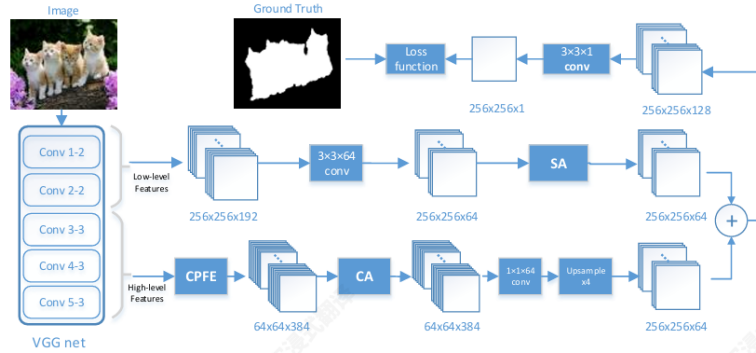 Image
Ground Truth
Loss
function
3×3×1
conv
256x256x1
256x256x128
Conv 1-2
Conv 2-2
Conv 3-3
Conv 4-3
Conv 5-3
VGG net
Low-level
Features
3×3×64
conv
SA
256x256x192
256x256x64
256x256x64
+
High-level
Features
CPFE
CA
1×1×64
conv
Upsample
x4
64x64x384
64x64x384
256x256x64